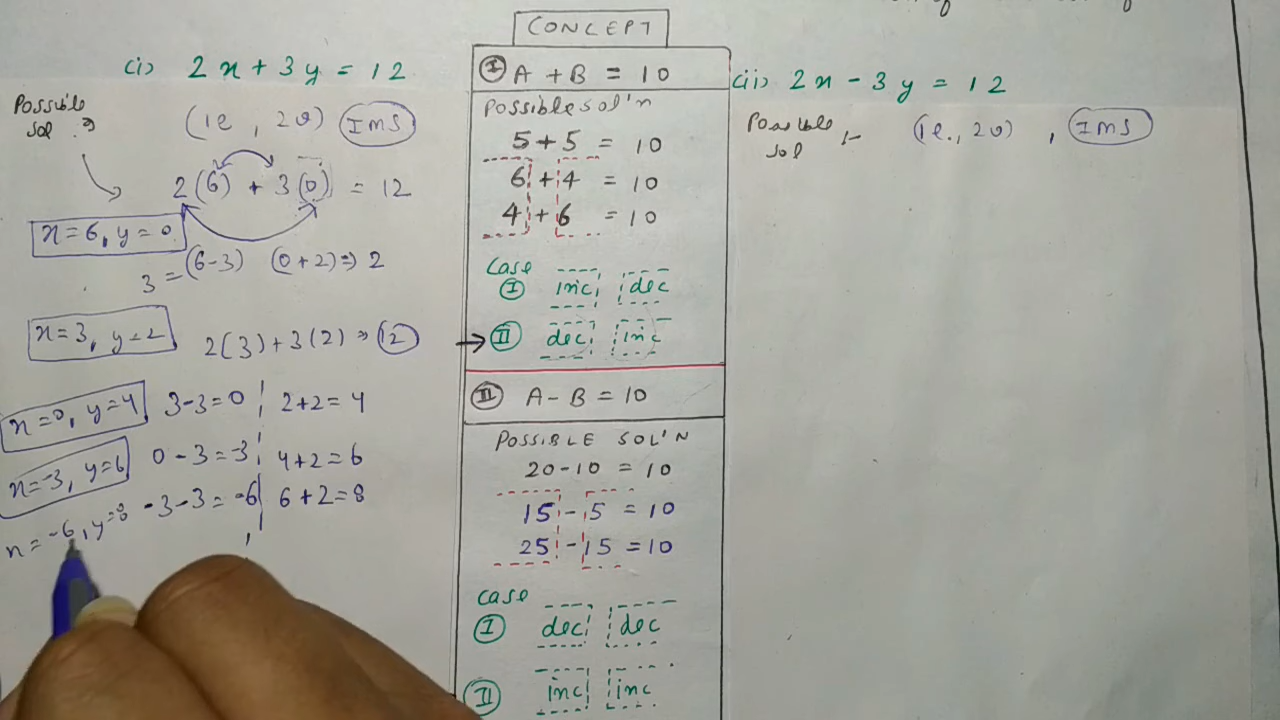 (i) 2x + 3y = 12
Possible
sol :→
(1e, 20) IMS
2(6) + 3(0) = 12
x=6, y=0
3 = (6-3) (0+2)⇒ 2
x=3, y=2 2(3)+3(2) ⇒ 12
x=0, y=4 3-3=0 2+2=4
x=-3, y=6 0-3=-3 4+2=6
x=-6, y=8 -3-3=-6 6+2=8
CONCEPT
I A + B = 10
Possible sol'n
5+5 = 10
6+4 = 10
4+6 = 10
Case
I inc dec
→ II dec inc
II A - B = 10
POSSIBLE SOL'N
20-10 = 10
15-5 = 10
25-15 = 10
Case
I dec dec
II inc inc
(ii) 2x - 3y = 12
Possible
sol :-
(1e., 20), IMS